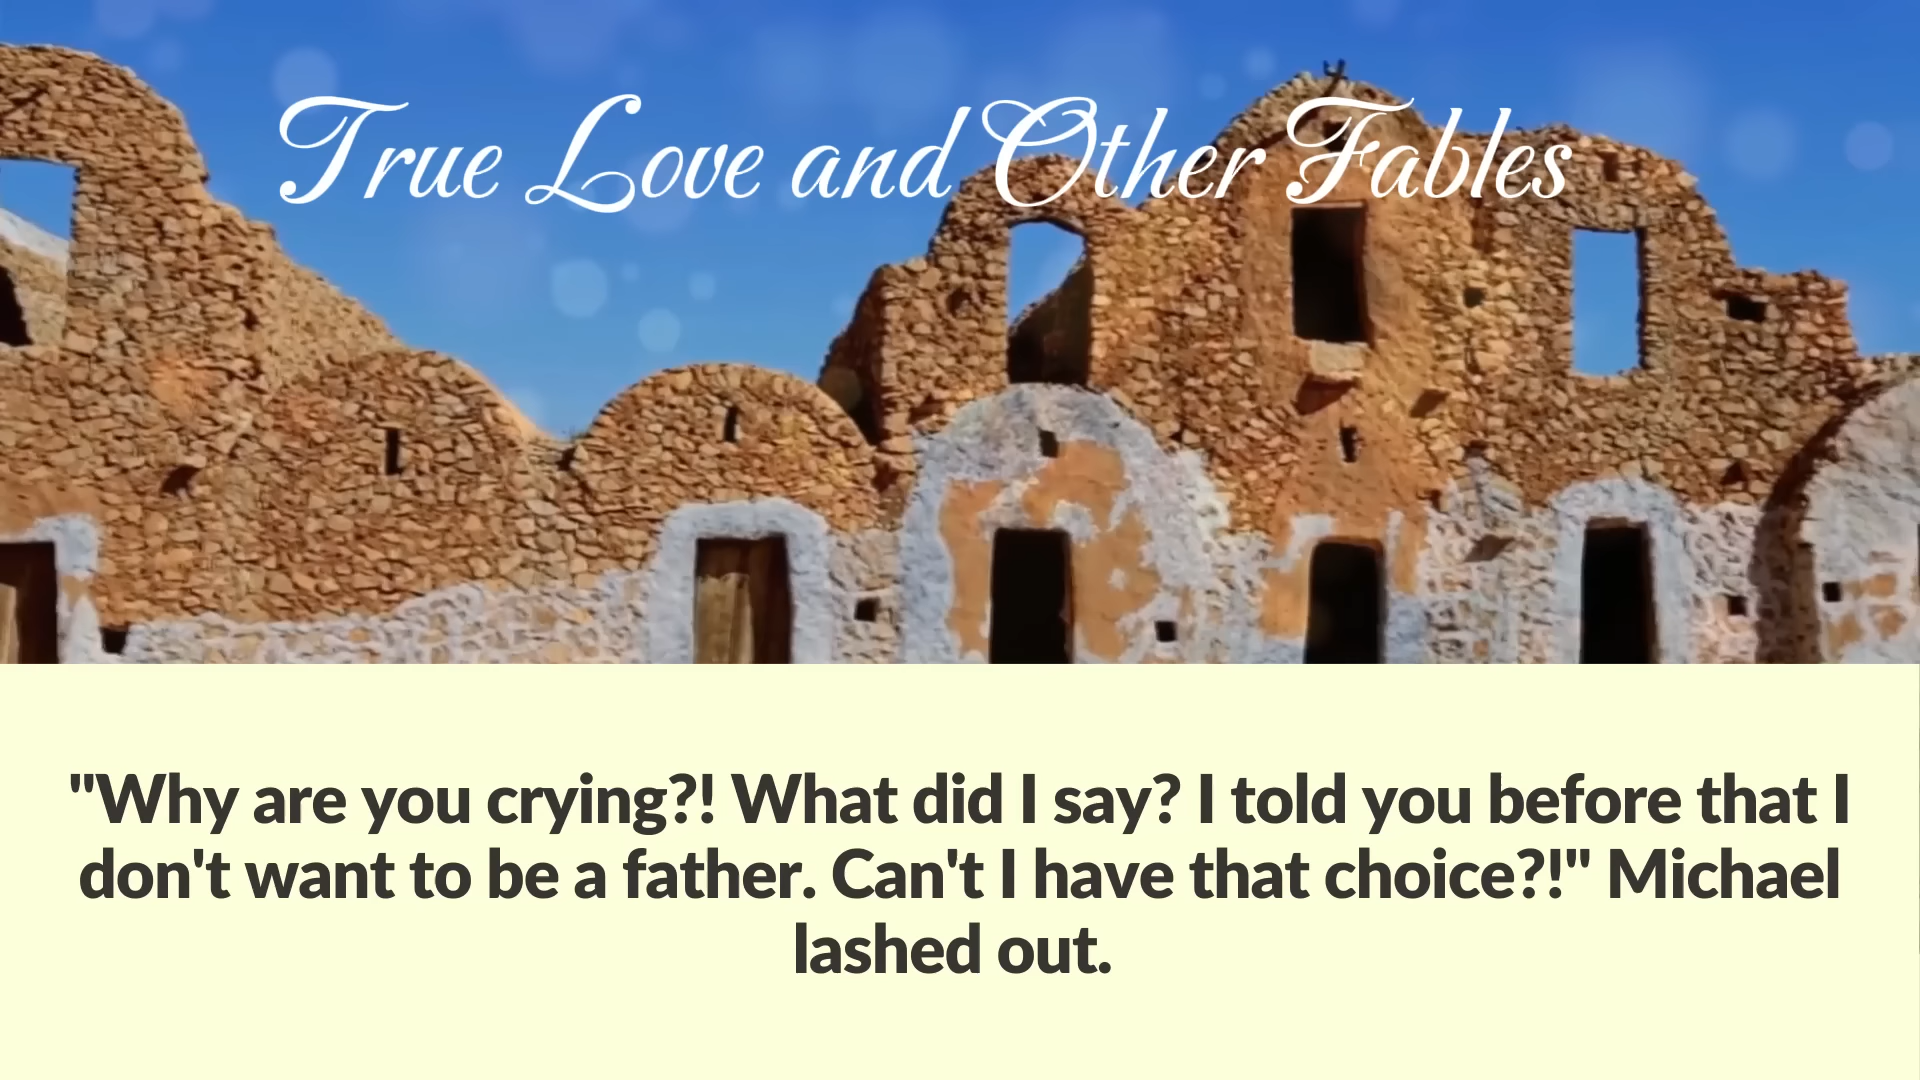 True Love and Other Fables
"Why are you crying?! What did I say? I told you before that I
don't want to be a father. Can't I have that choice?!" Michael
lashed out.